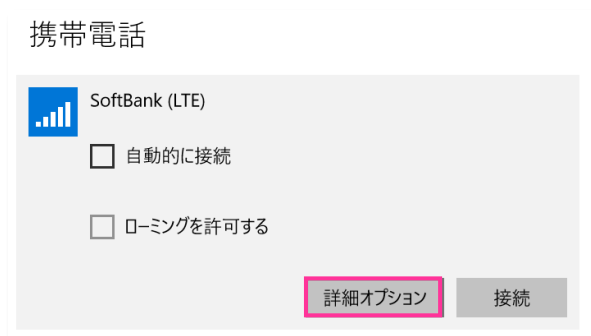 携帯電話
SoftBank (LTE)
自動的に接続
ローミングを許可する
詳細オプション
接続